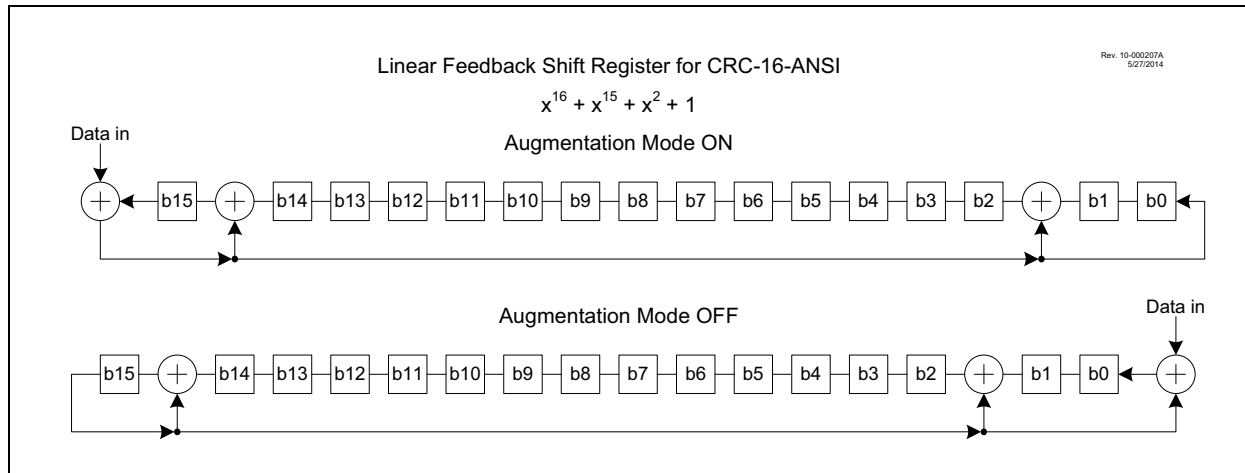 Linear Feedback Shift Register for CRC-16-ANSI
Rev. 10-000207A
5/27/2014
x^16 + x^15 + x^2 + 1
Data in
Augmentation Mode ON
b15 b14 b13 b12 b11 b10 b9 b8 b7 b6 b5 b4 b3 b2 b1 b0
Augmentation Mode OFF
Data in
b15 b14 b13 b12 b11 b10 b9 b8 b7 b6 b5 b4 b3 b2 b1 b0